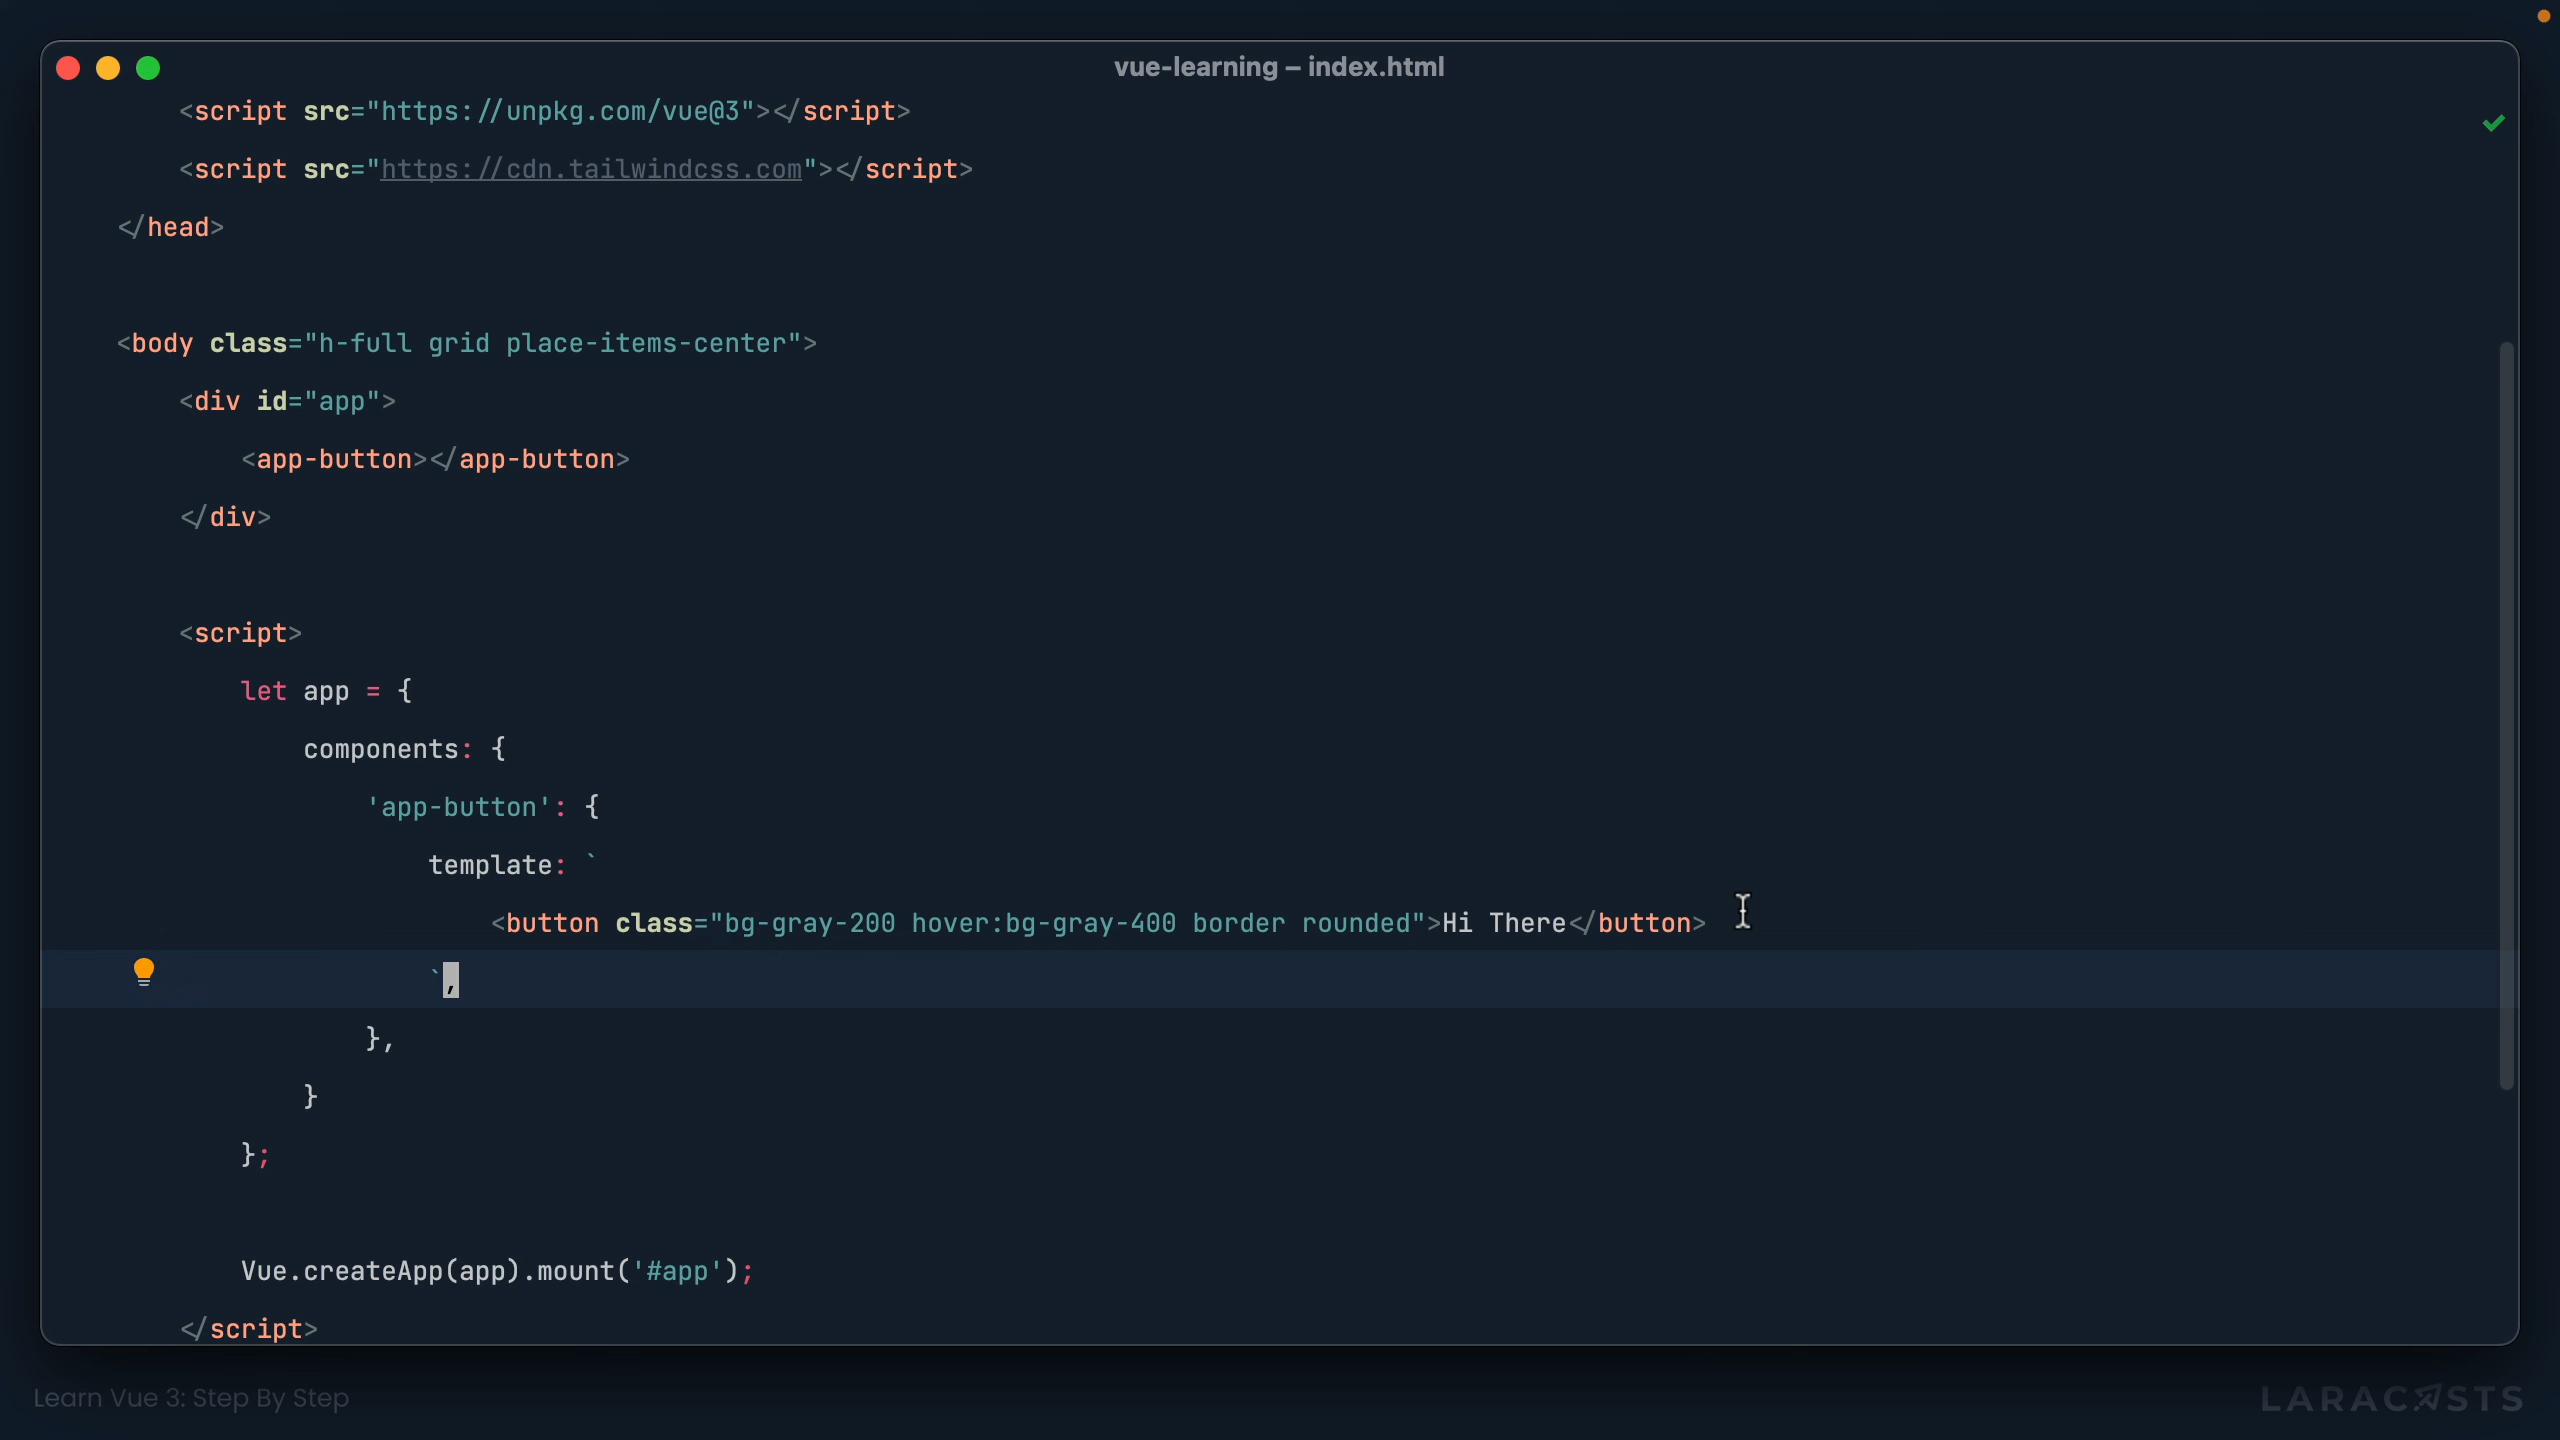 vue-learning – index.html
<script src="https://unpkg.com/vue@3"></script>
<script src="https://cdn.tailwindcss.com"></script>
</head>
<body class="h-full grid place-items-center">
<div id="app">
<app-button></app-button>
</div>
<script>
let app = {
components: {
'app-button': {
template: `
<button class="bg-gray-200 hover:bg-gray-400 border rounded">Hi There</button>
`,
},
}
};
Vue.createApp(app).mount('#app');
</script>
Learn Vue 3: Step By Step
LARACASTS